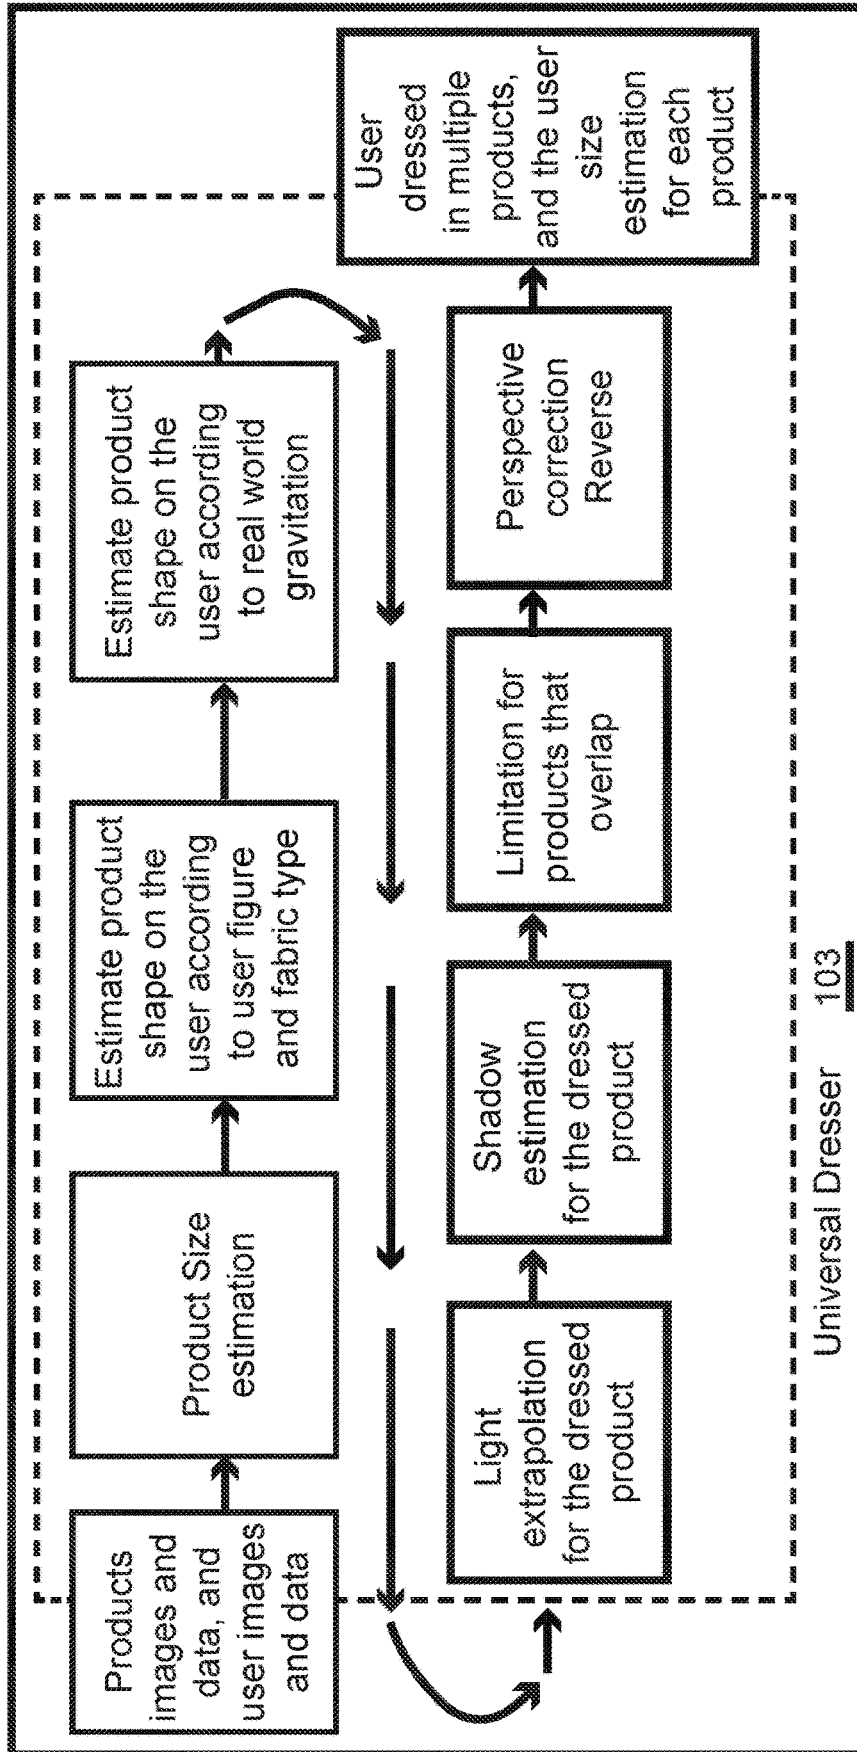 Products
images and
data, and
user images
and data
Product Size
estimation
Estimate product
shape on the
user according
to user figure
and fabric type
Estimate product
shape on the
user according
to real world
gravitation
Light
extrapolation
for the dressed
product
Shadow
estimation
for the dressed
product
Limitation for
products that
overlap
Perspective
correction
Reverse
User
dressed
in multiple
products,
and the user
size
estimation
for each
product
Universal Dresser 103